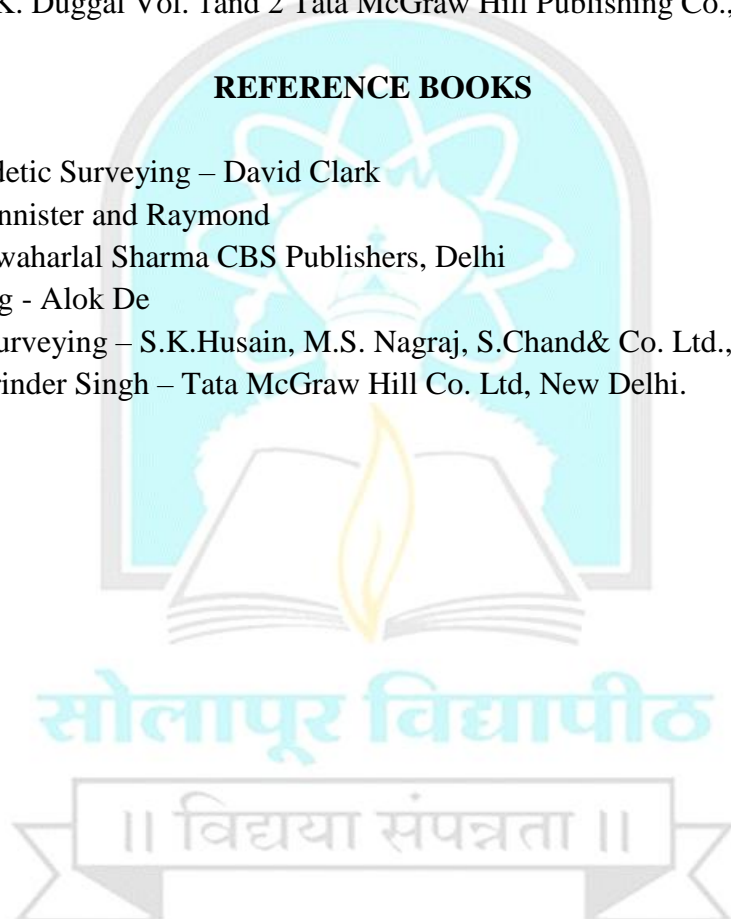 K. Duggal Vol. 1and 2 Tata McGraw Hill Publishing Co.,
REFERENCE BOOKS
detic Surveying – David Clark
nnister and Raymond
waharlal Sharma CBS Publishers, Delhi
g - Alok De
urveying – S.K.Husain, M.S. Nagraj, S.Chand& Co. Ltd.,
inder Singh – Tata McGraw Hill Co. Ltd, New Delhi.
सोलापूर विद्यापीठ
|| विद्यया संपन्नता ||